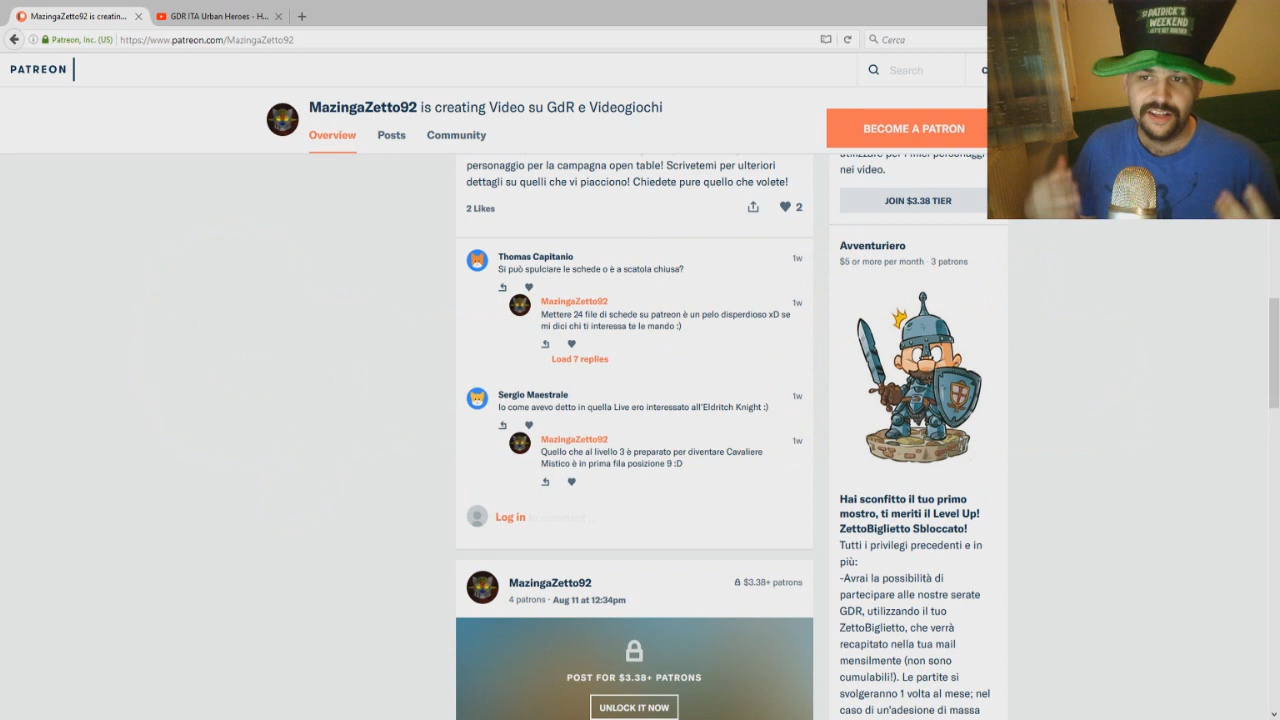 MazingaZetto92 is creatin...
GDR ITA Urban Heroes - H...
Patreon, Inc. (US)
https://www.patreon.com/MazingaZetto92
Cerca
PATREON
Search
MazingaZetto92 is creating Video su GdR e Videogiochi
Overview
Posts
Community
BECOME A PATRON
ST PATRICK'S
WEEKEND
personaggio per la campagna open table! Scrivetemi per ulteriori
dettagli su quelli che vi piacciono! Chiedete pure quello che volete!
2 Likes
2
Thomas Capitanio
1w
Si può spulciare le schede o è a scatola chiusa?
MazingaZetto92
1w
Mettere 24 file di schede su patreon è un pelo disperdioso xD se
mi dici chi ti interessa te le mando :)
Load 7 replies
Sergio Maestrale
1w
Io come avevo detto in quella Live ero interessato all'Eldritch Knight :)
MazingaZetto92
1w
Quello che al livello 3 è preparato per diventare Cavaliere
Mistico è in prima fila posizione 9 :D
Log in to comment ...
MazingaZetto92
$3.38+ patrons
4 patrons · Aug 11 at 12:34pm
POST FOR $3.38+ PATRONS
UNLOCK IT NOW
utilizzare per i miei personaggi
nei video.
JOIN $3.38 TIER
Avventuriero
$5 or more per month · 3 patrons
Hai sconfitto il tuo primo
mostro, ti meriti il Level Up!
ZettoBiglietto Sbloccato!
Tutti i privilegi precedenti e in
più:
-Avrai la possibilità di
partecipare alle nostre serate
GDR, utilizzando il tuo
ZettoBiglietto, che verrà
recapitato nella tua mail
mensilmente (non sono
cumulabili!). Le partite si
svolgeranno 1 volta al mese; nel
caso di un'adesione di massa